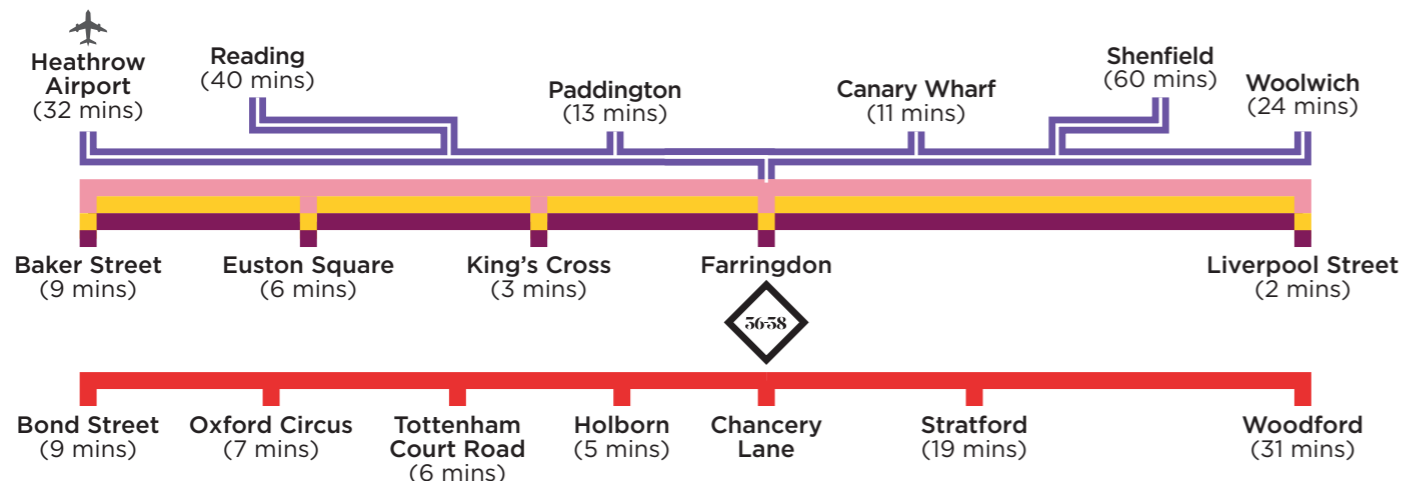 Heathrow
Airport
(32 mins)
Reading
(40 mins)
Paddington
(13 mins)
Canary Wharf
(11 mins)
Shenfield
(60 mins)
Woolwich
(24 mins)
Baker Street
(9 mins)
Euston Square
(6 mins)
King’s Cross
(3 mins)
Farringdon
Liverpool Street
(2 mins)
36-38
Bond Street
(9 mins)
Oxford Circus
(7 mins)
Tottenham
Court Road
(6 mins)
Holborn
(5 mins)
Chancery
Lane
Stratford
(19 mins)
Woodford
(31 mins)